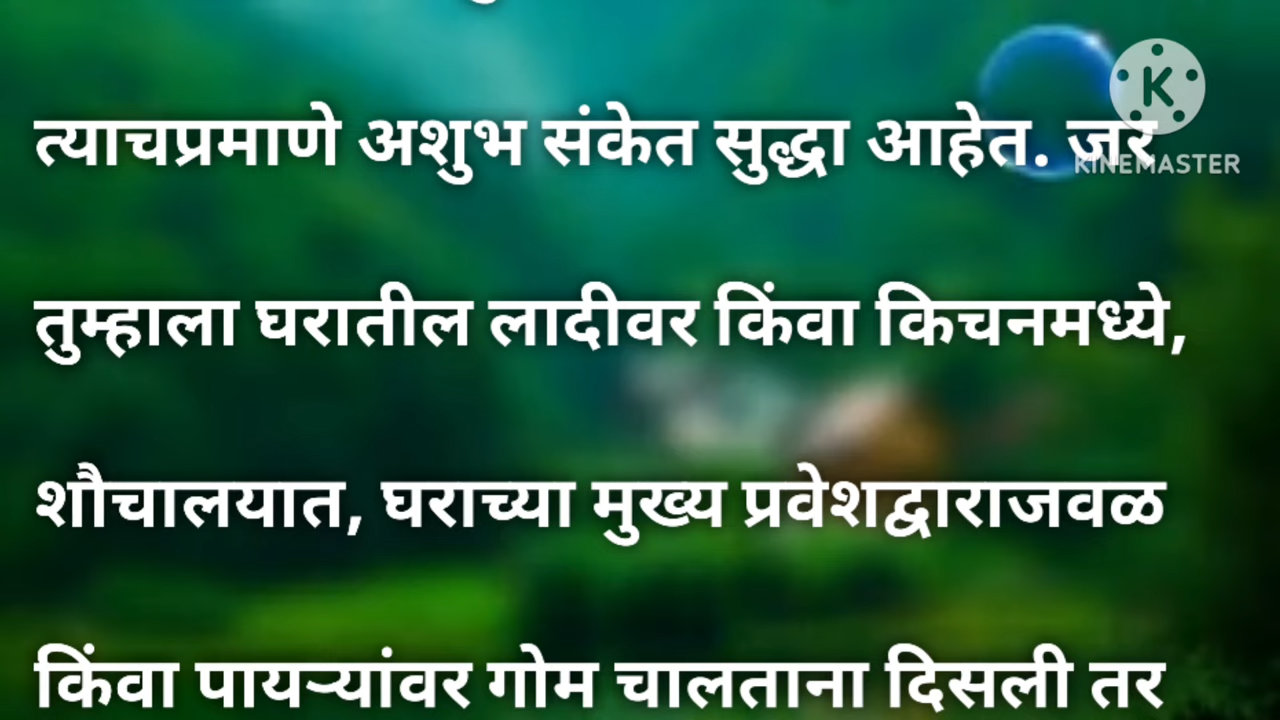 त्याचप्रमाणे अशुभ संकेत सुद्धा आहेत. जर
KINEMASTER
तुम्हाला घरातील लादीवर किंवा किचनमध्ये,
शौचालयात, घराच्या मुख्य प्रवेशद्वाराजवळ
किंवा पायऱ्यांवर गोम चालताना दिसली तर